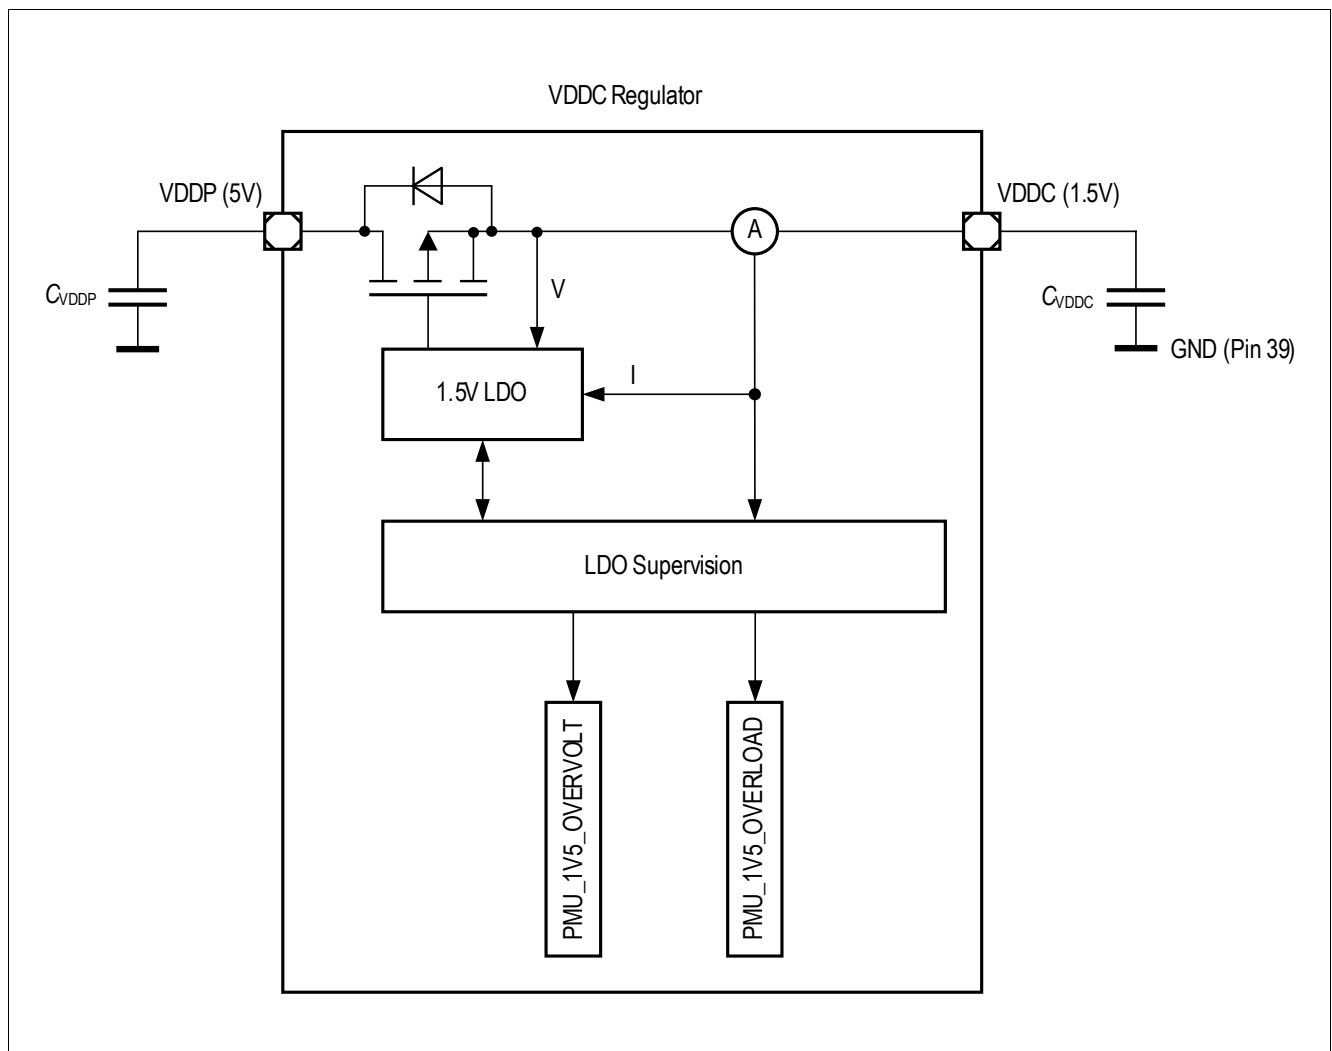 VDDC Regulator
VDDP (5V)
VDDC (1.5V)
A
CVDDP
V
CVDDC
GND (Pin 39)
I
1.5V LDO
LDO Supervision
PMU_1V5_OVERVOLT
PMU_1V5_OVERLOAD